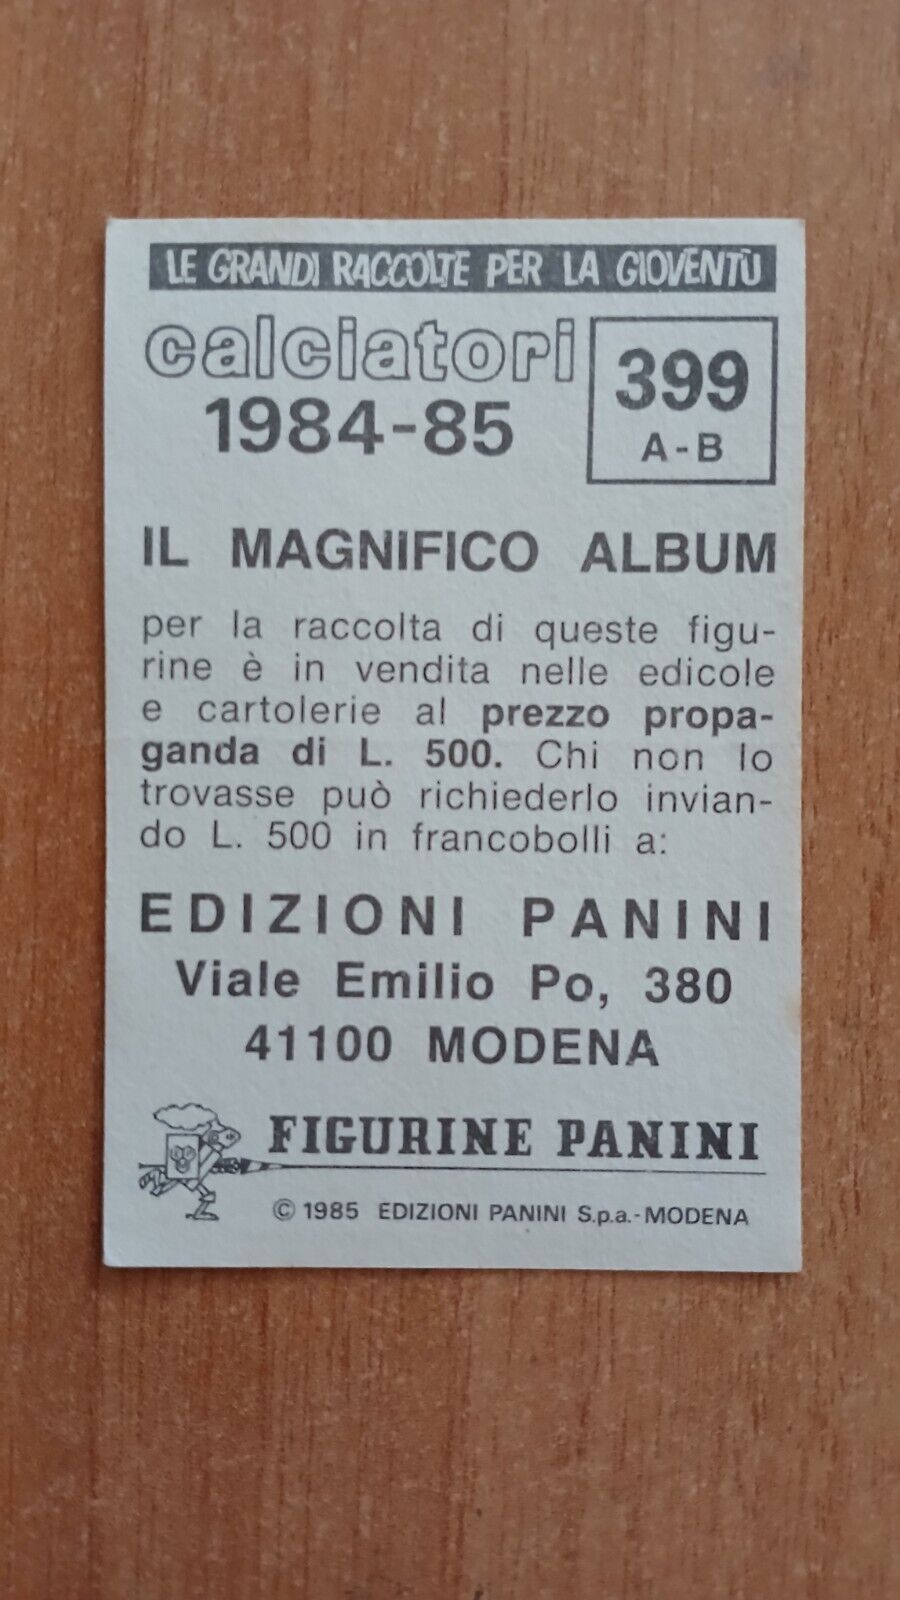 LE GRANDI RACCOLTE PER LA GIOVENTÙ
calciatori
1984-85
399
A-B
IL MAGNIFICO ALBUM
per la raccolta di queste figu-
rine è in vendita nelle edicole
e cartolerie al prezzo propa-
ganda di L. 500. Chi non lo
trovasse può richiederlo invian-
do L. 500 in francobolli a:
EDIZIONI PANINI
Viale Emilio Po, 380
41100 MODENA
FIGURINE PANINI
© 1985 EDIZIONI PANINI S.p.a.-MODENA